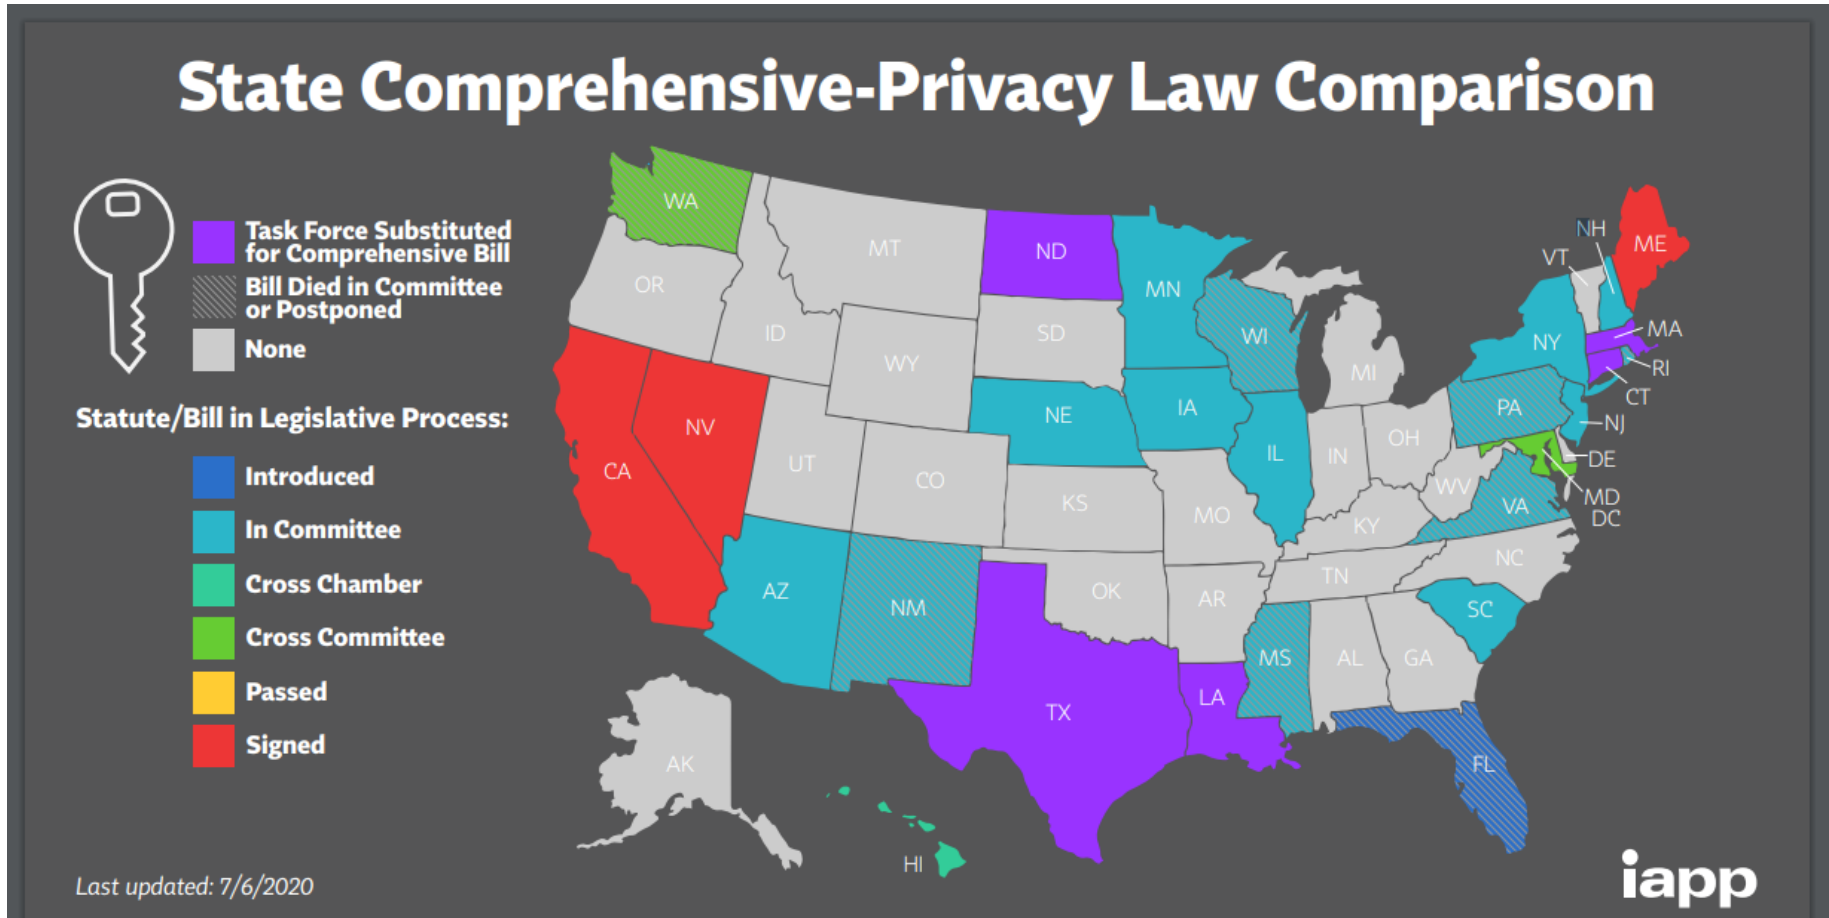 State Comprehensive-Privacy Law Comparison
Task Force Substituted
for Comprehensive Bill
Bill Died in Committee
or Postponed
None
Statute/Bill in Legislative Process:
Introduced
In Committee
Cross Chamber
Cross Committee
Passed
Signed
WA
OR
MT
ID
WY
ND
SD
MN
WI
MI
NE
IA
IL
IN
OH
CA
NV
UT
CO
KS
MO
KY
WV
AZ
NM
OK
AR
TN
NC
SC
VA
TX
LA
MS
AL
GA
FL
AK
HI
NH
VT
ME
NY
MA
RI
CT
PA
NJ
DE
MD
DC
Last updated: 7/6/2020
iapp